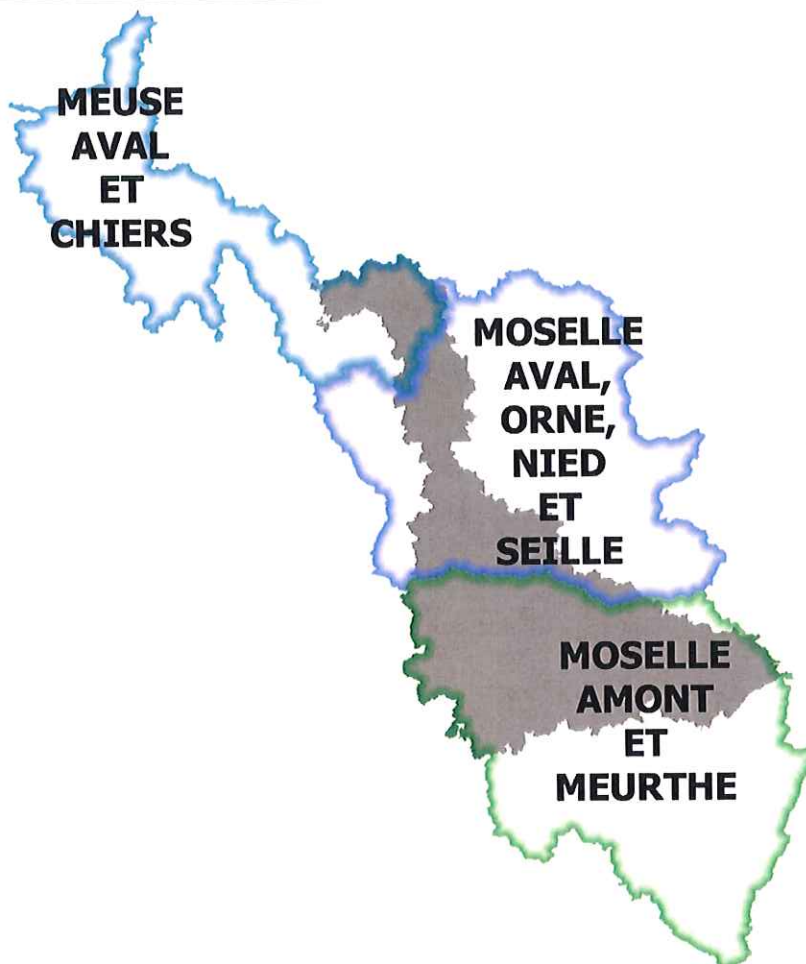 MEUSE
AVAL
ET
CHIERS
MOSELLE
AVAL,
ORNE,
NIED
ET
SEILLE
MOSELLE
AMONT
ET
MEURTHE